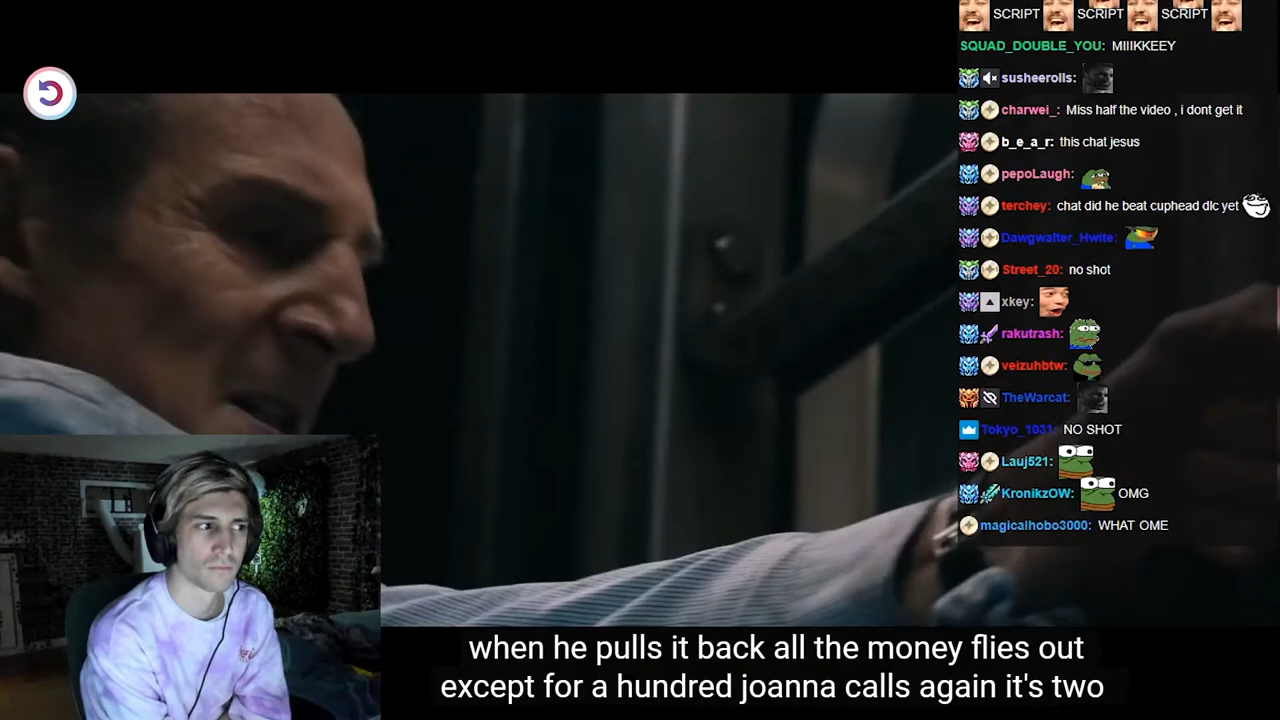 SCRIPT SCRIPT SCRIPT
SQUAD_DOUBLE_YOU: MIIIKKEEY
susheerolls:
charwei_: Miss half the video , i dont get it
b_e_a_r: this chat jesus
pepoLaugh:
terchey: chat did he beat cuphead dlc yet
Dawgwalter_Hwite:
Street_20: no shot
xkey:
rakutrash:
veizuhbtw:
TheWarcat:
Tokyo_1031: NO SHOT
Lauj521:
KronikzOW: OMG
magicalhobo3000: WHAT OME
when he pulls it back all the money flies out
except for a hundred joanna calls again it's two